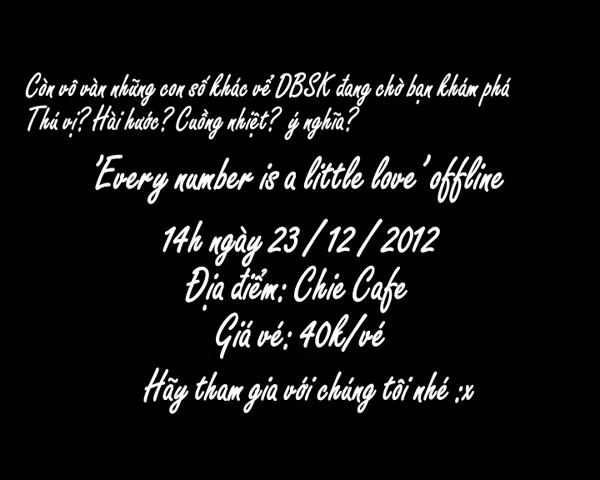 Còn vô vàn những con số khác về DBSK đang chờ bạn khám phá
Thú vị? Hài hước? Cuồng nhiệt? ý nghĩa?
'Every number is a little love' offline
14h ngày 23 / 12 / 2012
Địa điểm: Chie Cafe
Giá vé: 40k/vé
Hãy tham gia với chúng tôi nhé :x